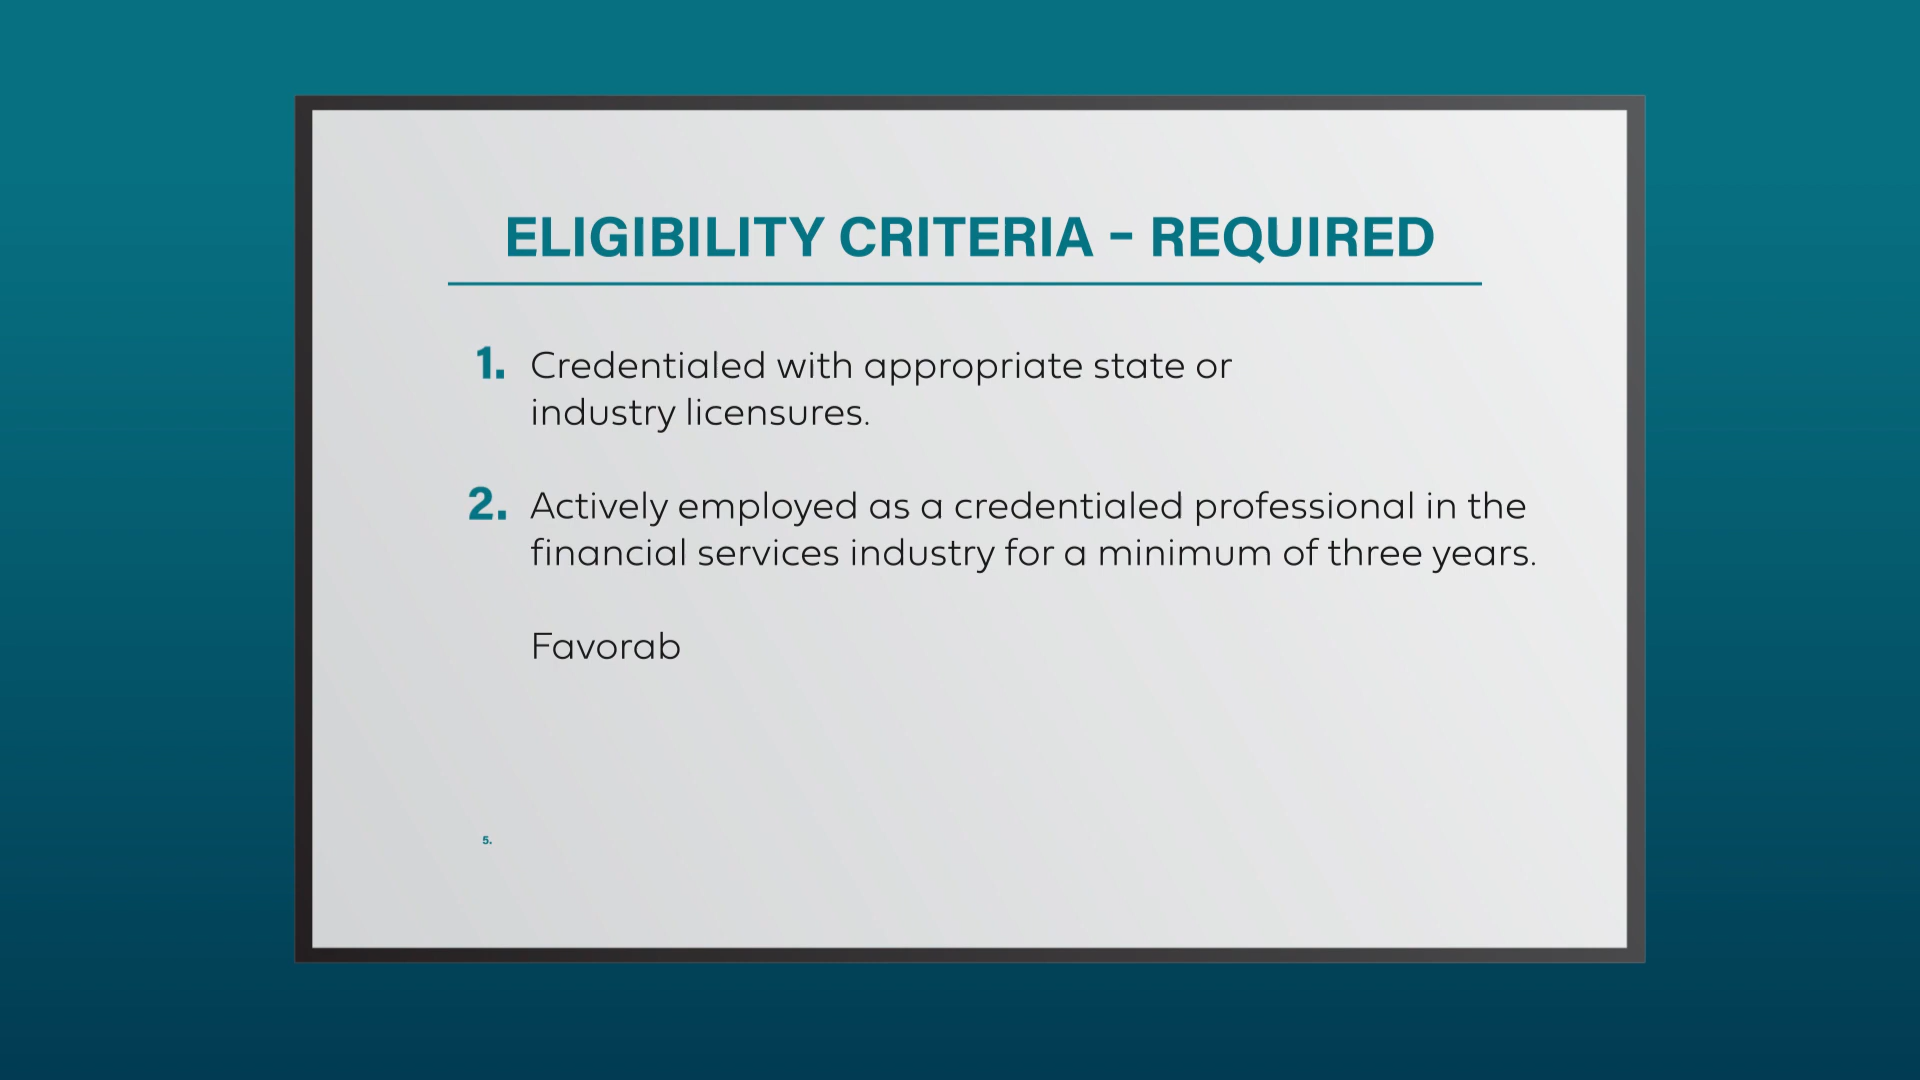 ELIGIBILITY CRITERIA – REQUIRED
1. Credentialed with appropriate state or
industry licensures.
2. Actively employed as a credentialed professional in the
financial services industry for a minimum of three years.
Favorab
5.